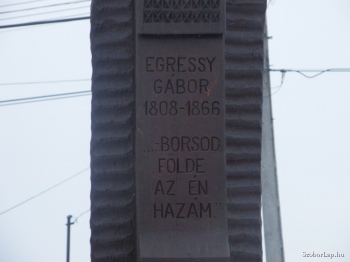 EGRESSY
GÁBOR
1808-1866
"...-BORSOD
FÖLDE
AZ ÉN
HAZÁM."
SzoborLap.hu